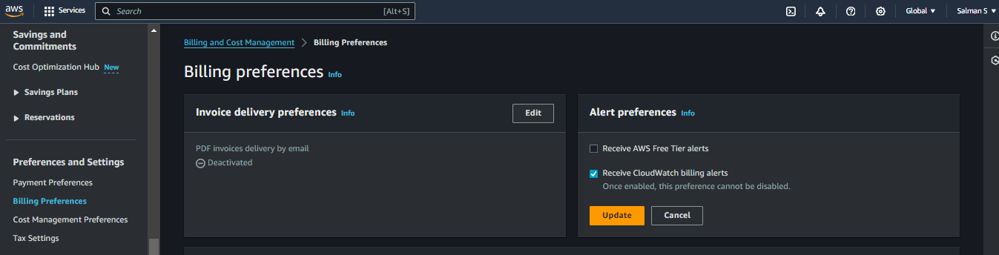 aws
Services
Search
[Alt+S]
Global
Salman S
Savings and
Commitments
Cost Optimization Hub New
Savings Plans
Reservations
Preferences and Settings
Payment Preferences
Billing Preferences
Cost Management Preferences
Tax Settings
Billing and Cost Management
Billing Preferences
Billing preferences Info
Invoice delivery preferences Info
Edit
PDF invoices delivery by email
Deactivated
Alert preferences Info
Receive AWS Free Tier alerts
Receive CloudWatch billing alerts
Once enabled, this preference cannot be disabled.
Update
Cancel